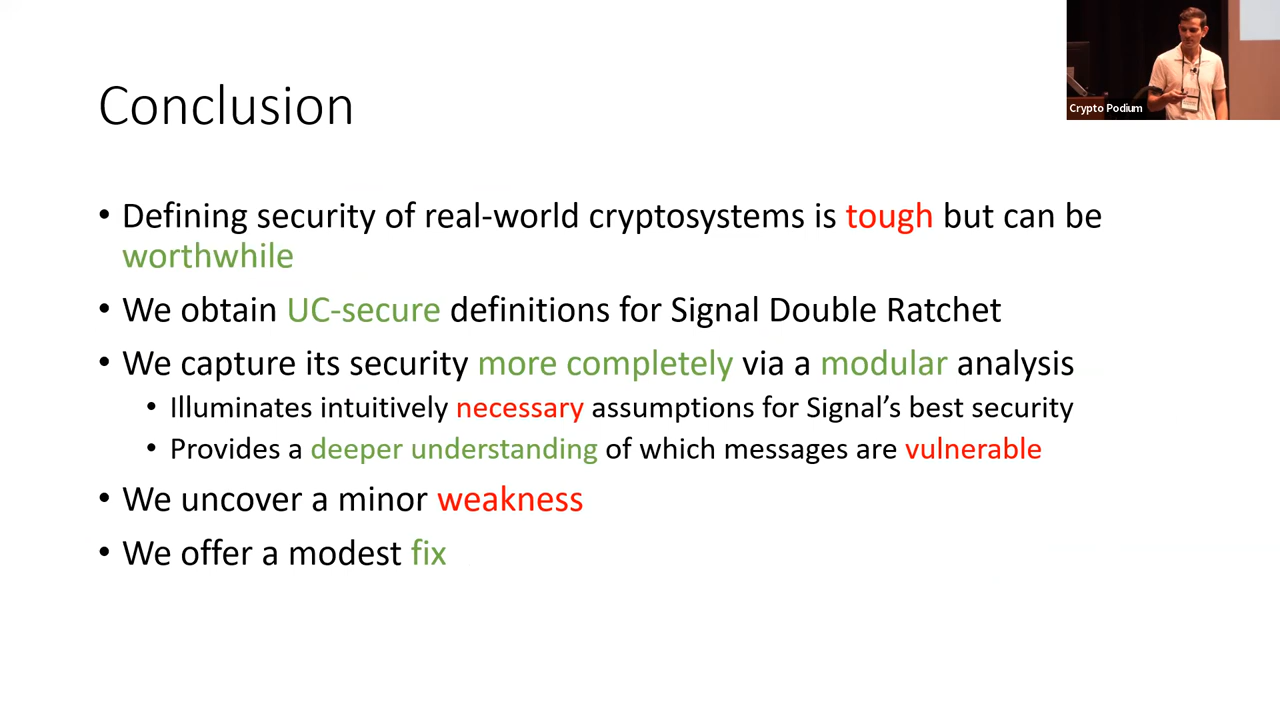 Conclusion
Crypto Podium
• Defining security of real-world cryptosystems is tough but can be
worthwhile
• We obtain UC-secure definitions for Signal Double Ratchet
• We capture its security more completely via a modular analysis
• Illuminates intuitively necessary assumptions for Signal’s best security
• Provides a deeper understanding of which messages are vulnerable
• We uncover a minor weakness
• We offer a modest fix